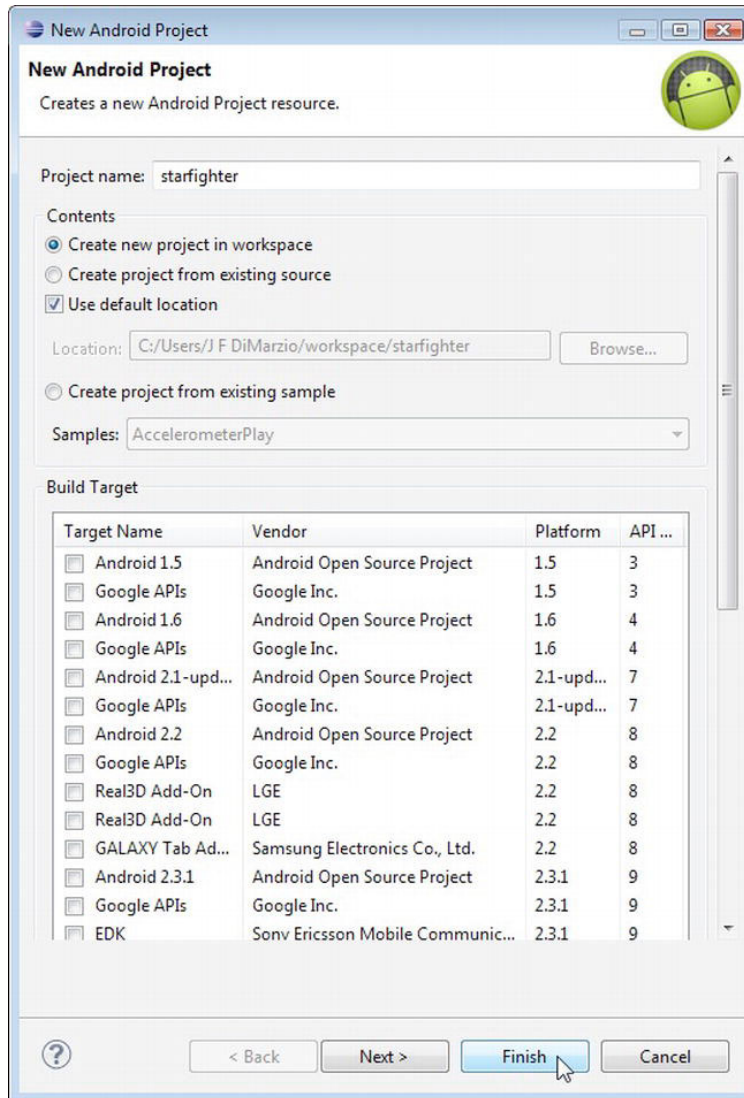 New Android Project
New Android Project
Creates a new Android Project resource.
Project name: starfighter
Contents
Create new project in workspace
Create project from existing source
Use default location
Location: C:/Users/J F DiMarzio/workspace/starfighter Browse...
Create project from existing sample
Samples: AccelerometerPlay
Build Target
Target Name Vendor Platform API ...
Android 1.5 Android Open Source Project 1.5 3
Google APIs Google Inc. 1.5 3
Android 1.6 Android Open Source Project 1.6 4
Google APIs Google Inc. 1.6 4
Android 2.1-upd... Android Open Source Project 2.1-upd... 7
Google APIs Google Inc. 2.1-upd... 7
Android 2.2 Android Open Source Project 2.2 8
Google APIs Google Inc. 2.2 8
Real3D Add-On LGE 2.2 8
Real3D Add-On LGE 2.2 8
GALAXY Tab Ad... Samsung Electronics Co., Ltd. 2.2 8
Android 2.3.1 Android Open Source Project 2.3.1 9
Google APIs Google Inc. 2.3.1 9
EDK Sony Ericsson Mobile Communic... 2.3.1 9
? < Back Next > Finish Cancel